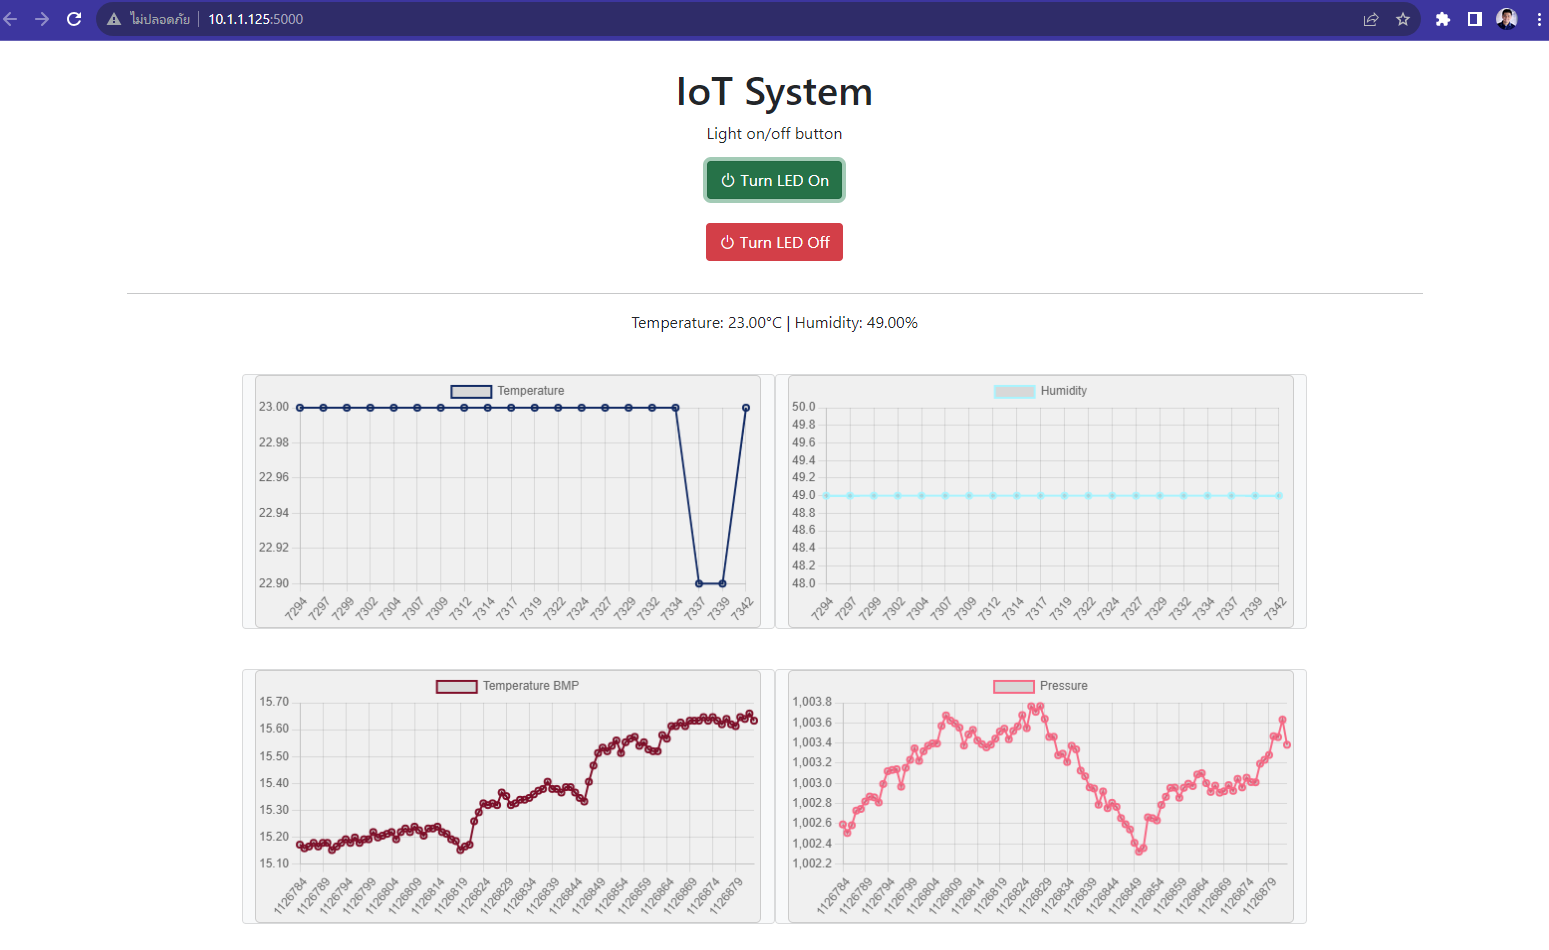 ไม่ปลอดภัย | 10.1.1.125:5000
IoT System
Light on/off button
Turn LED On
Turn LED Off
Temperature: 23.00°C | Humidity: 49.00%
Temperature
23.00
22.98
22.96
22.94
22.92
22.90
7294 7297 7299 7302 7304 7307 7309 7312 7314 7317 7319 7322 7324 7327 7329 7332 7334 7337 7339 7342
Humidity
50.0
49.8
49.6
49.4
49.2
49.0
48.8
48.6
48.4
48.2
48.0
7294 7297 7299 7302 7304 7307 7309 7312 7314 7317 7319 7322 7324 7327 7329 7332 7334 7337 7339 7342
Temperature BMP
15.70
15.60
15.50
15.40
15.30
15.20
15.10
1126784 1126789 1126794 1126799 1126804 1126809 1126814 1126819 1126824 1126829 1126834 1126839 1126844 1126849 1126854 1126859 1126864 1126869 1126874 1126879
Pressure
1,003.8
1,003.6
1,003.4
1,003.2
1,003.0
1,002.8
1,002.6
1,002.4
1,002.2
1126784 1126789 1126794 1126799 1126804 1126809 1126814 1126819 1126824 1126829 1126834 1126839 1126844 1126849 1126854 1126859 1126864 1126869 1126874 1126879